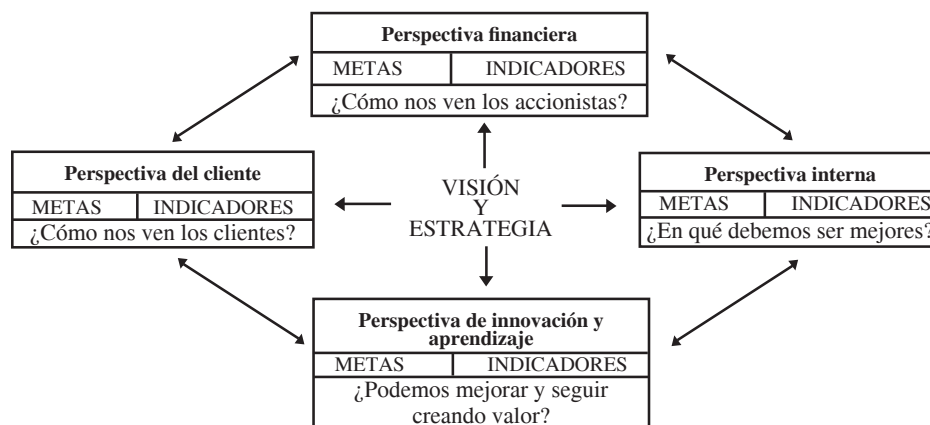 Perspectiva financiera
METAS INDICADORES
¿Cómo nos ven los accionistas?
Perspectiva del cliente
METAS INDICADORES
¿Cómo nos ven los clientes?
VISIÓN
Y
ESTRATEGIA
Perspectiva interna
METAS INDICADORES
¿En qué debemos ser mejores?
Perspectiva de innovación y
aprendizaje
METAS INDICADORES
¿Podemos mejorar y seguir
creando valor?